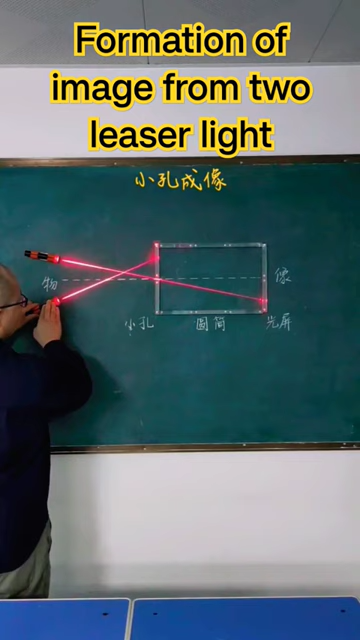 Formation of
image from two
leaser light
小孔成像
物
像
小孔
圆筒
光屏